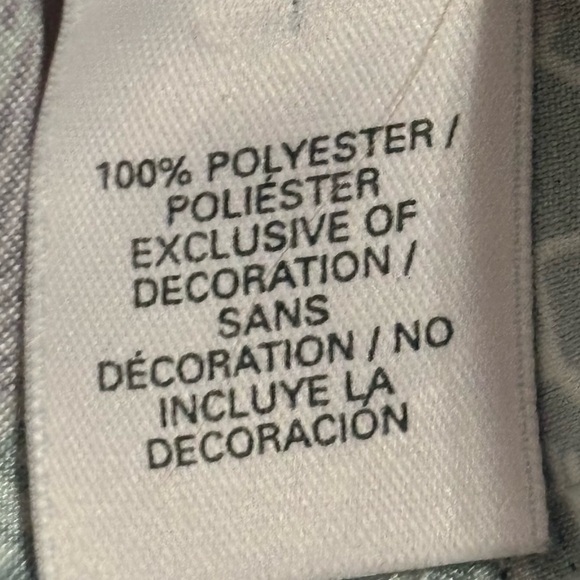 100% POLYESTER /
POLIÉSTER
EXCLUSIVE OF
DECORATION /
SANS
DÉCORATION / NO
INCLUYE LA
DECORACIÓN